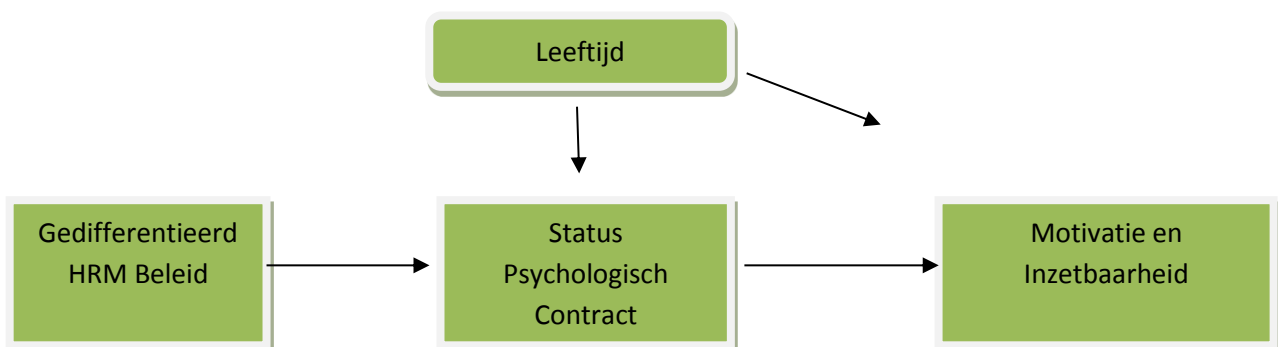 Leeftijd
Gedifferentieerd
HRM Beleid
Status
Psychologisch
Contract
Motivatie en
Inzetbaarheid